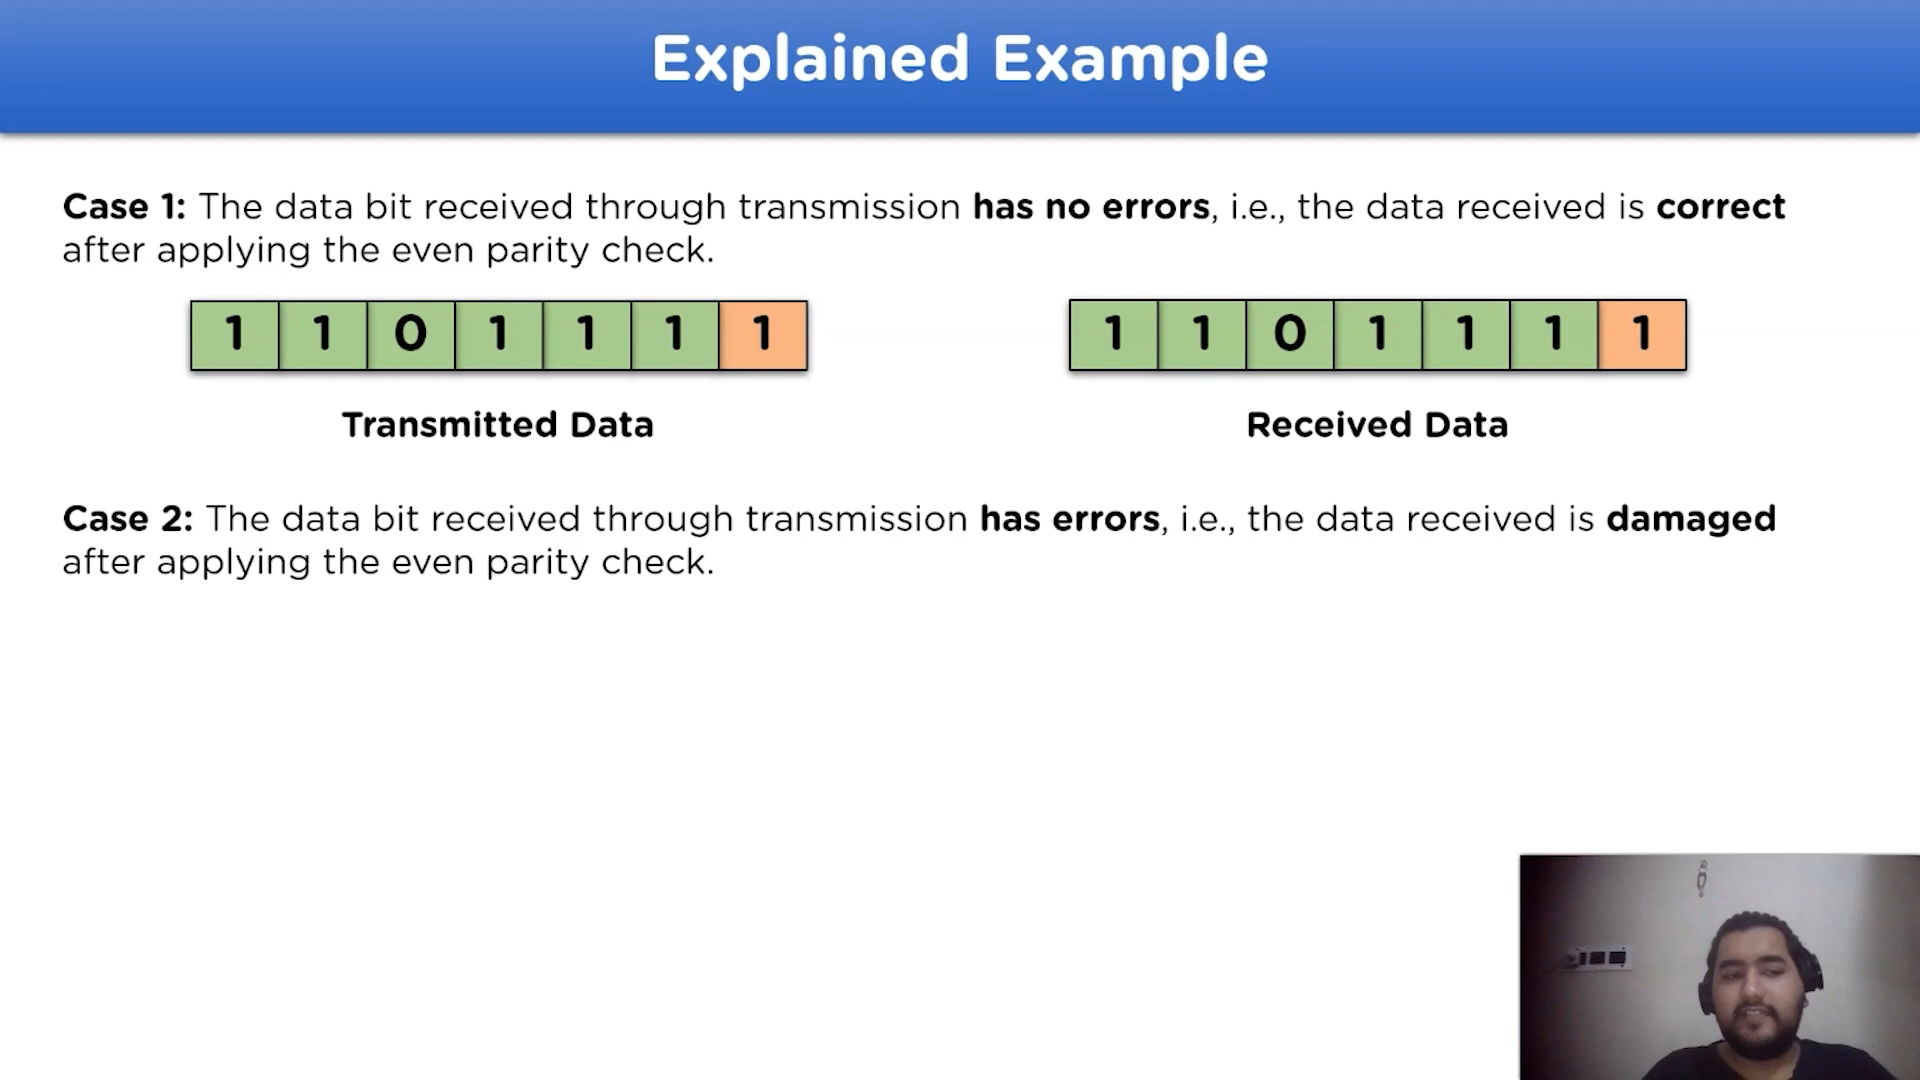 Explained Example
Case 1: The data bit received through transmission has no errors, i.e., the data received is correct
after applying the even parity check.
1 1 0 1 1 1 1
1 1 0 1 1 1 1
Transmitted Data
Received Data
Case 2: The data bit received through transmission has errors, i.e., the data received is damaged
after applying the even parity check.